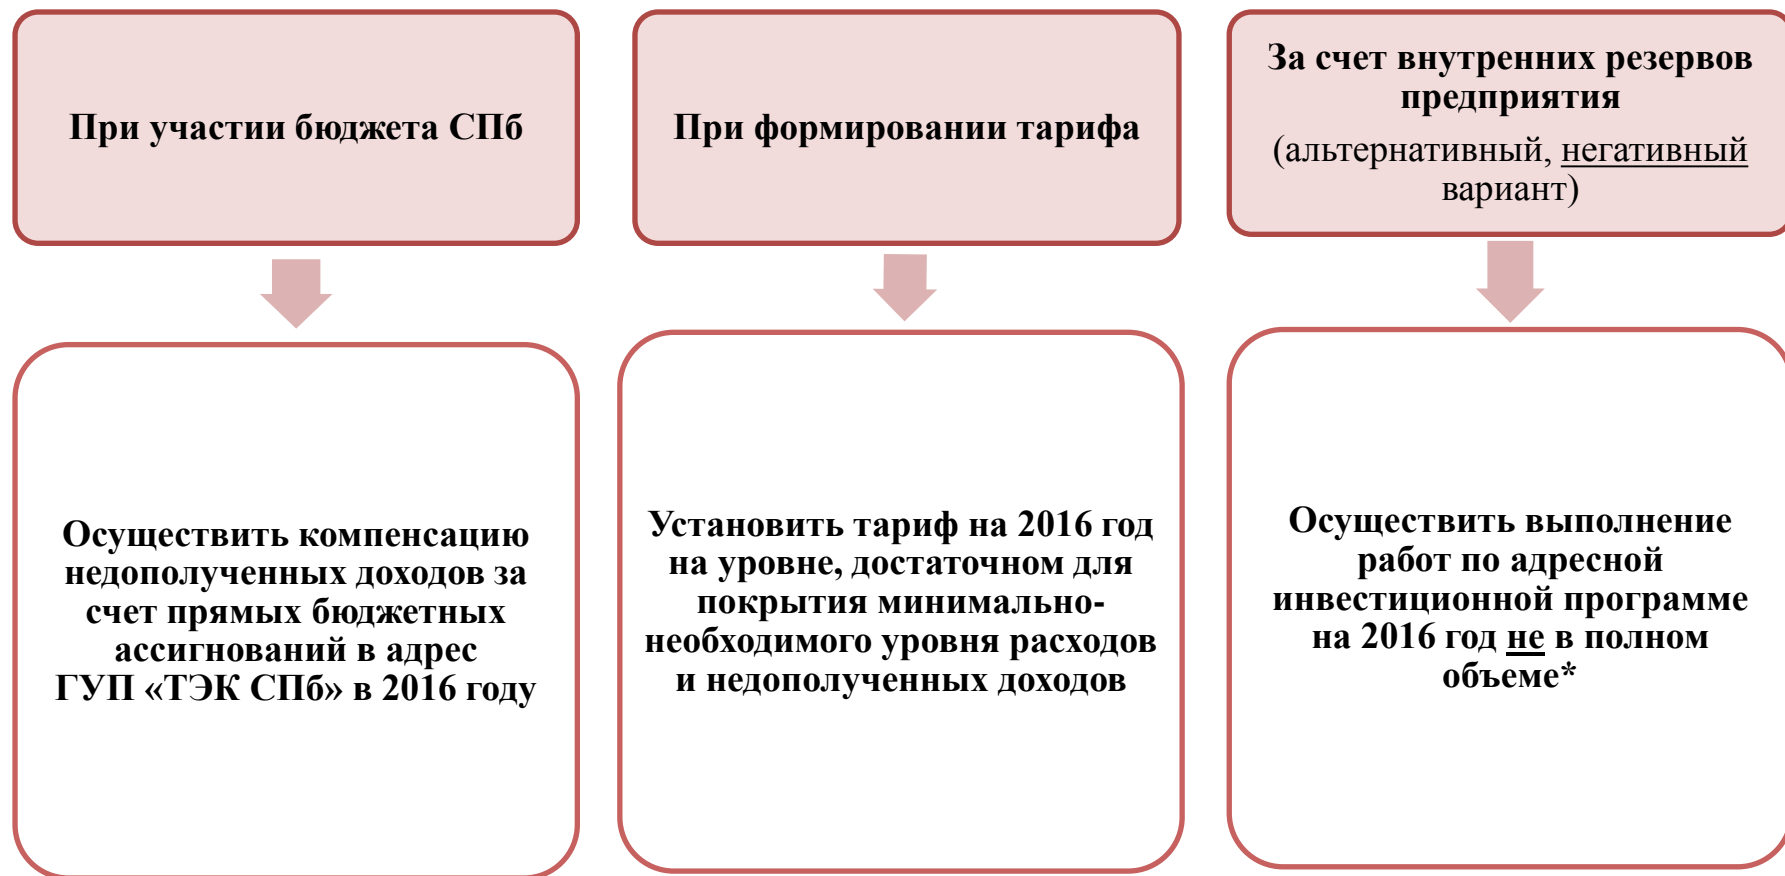 При участии бюджета СПб
Осуществить компенсацию
недополученных доходов за
счет прямых бюджетных
ассигнований в адрес
ГУП «ТЭК СПб» в 2016 году
При формировании тарифа
Установить тариф на 2016 год
на уровне, достаточном для
покрытия минимально-
необходимого уровня расходов
и недополученных доходов
За счет внутренних резервов
предприятия
(альтернативный, негативный
вариант)
Осуществить выполнение
работ по адресной
инвестиционной программе
на 2016 год не в полном
объеме*